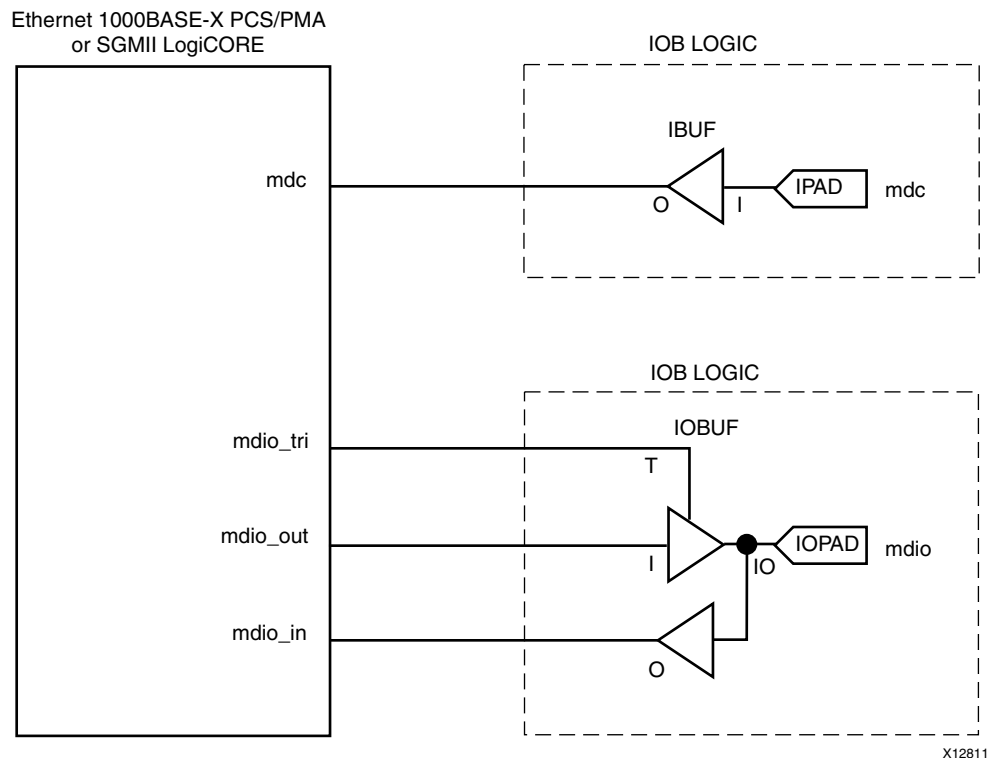 Ethernet 1000BASE-X PCS/PMA
or SGMII LogiCORE
IOB LOGIC
IBUF
mdc
O
I
IPAD
mdc
IOB LOGIC
IOBUF
mdio_tri
T
mdio_out
I
IO
IOPAD
mdio
mdio_in
O
X12811